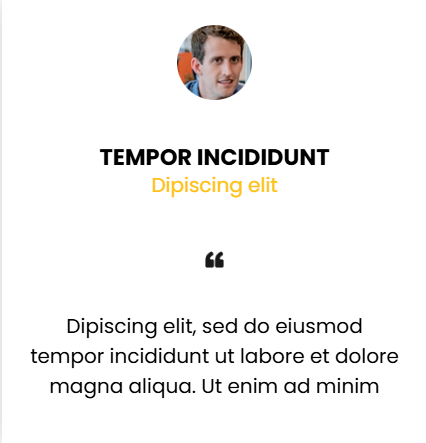 TEMPOR INCIDIDUNT
Dipiscing elit
“
Dipiscing elit, sed do eiusmod
tempor incididunt ut labore et dolore
magna aliqua. Ut enim ad minim